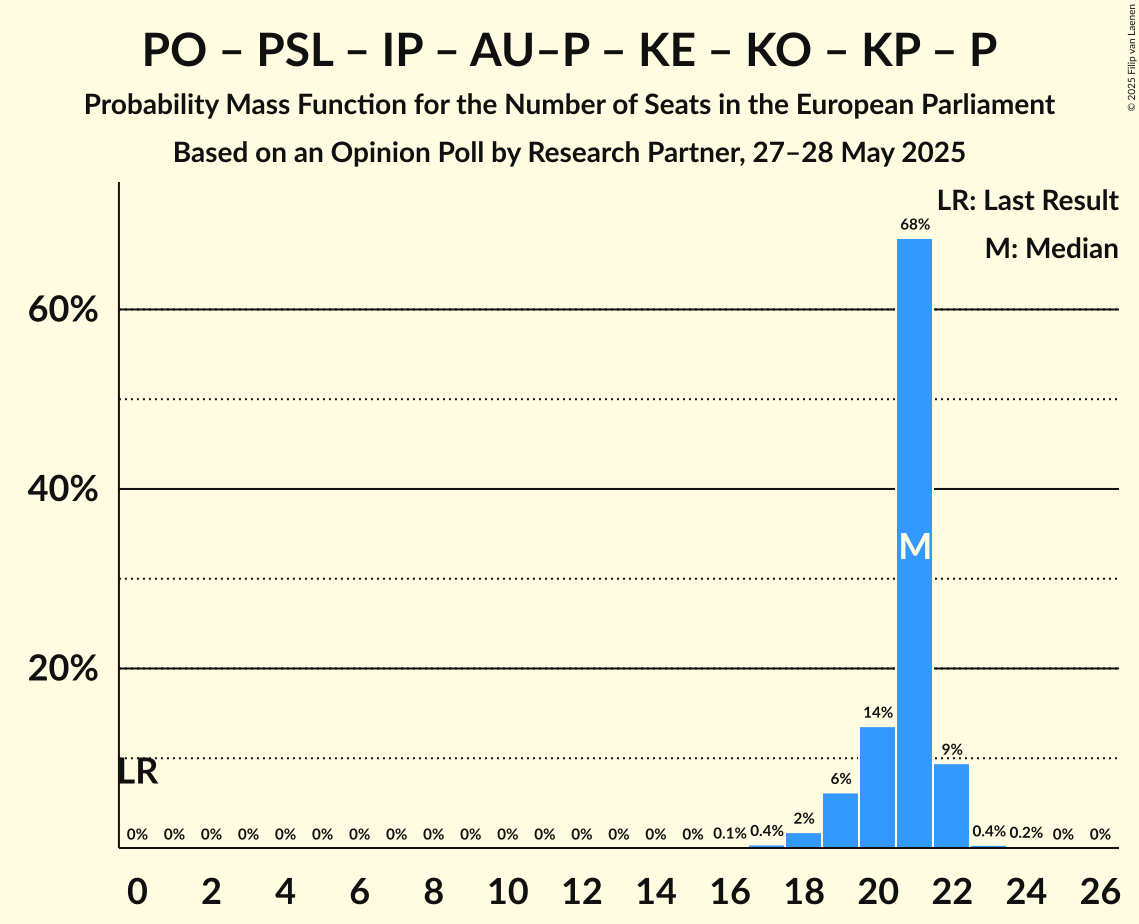 PO – PSL – IP – AU–P – KE – KO – KP – P
Probability Mass Function for the Number of Seats in the European Parliament
Based on an Opinion Poll by Research Partner, 27–28 May 2025
© 2025 Filip van Laenen
LR: Last Result
M: Median
68%
60%
40%
M
20%
14%
9%
LR
6%
2%
0% 0% 0% 0% 0% 0% 0% 0% 0% 0% 0% 0% 0% 0% 0% 0% 0.1% 0.4% 0.4% 0.2% 0% 0%
0 2 4 6 8 10 12 14 16 18 20 22 24 26